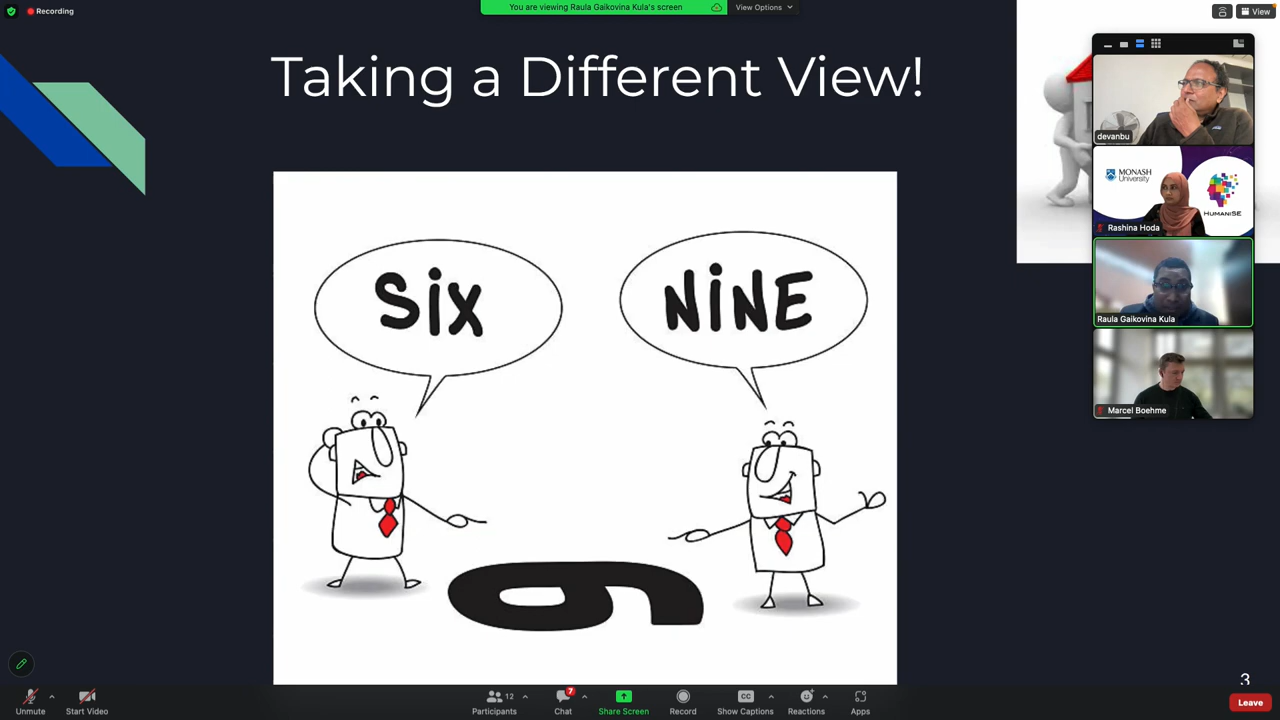 Recording
You are viewing Raula Gaikovina Kula's screen
View Options
View
Taking a Different View!
devanbu
MONASH
University
HUMANISE
Rashina Hoda
Raula Gaikovina Kula
Marcel Boehme
SiX
NiNE
6
3
Unmute
Start Video
Participants
12
Chat
7
Share Screen
Record
CC
Show Captions
Reactions
Apps
Leave